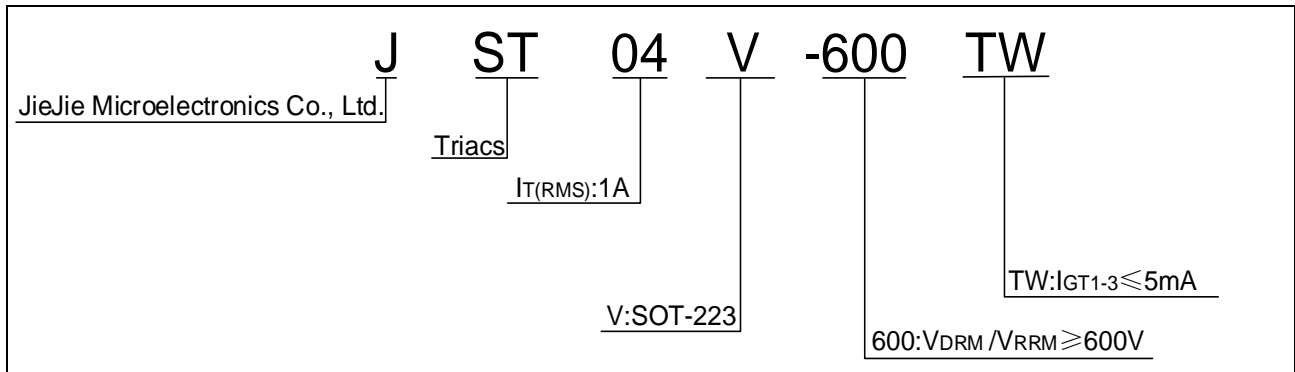 J ST 04 V -600 TW
JieJie Microelectronics Co., Ltd.
Triacs
IT(RMS):1A
TW:IGT1-3≤5mA
V:SOT-223
600:VDRM/VRRM≥600V